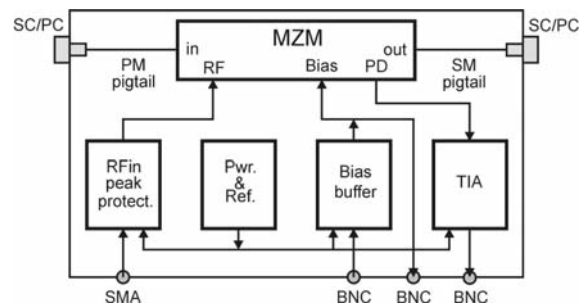 SC/PC
SC/PC
MZM
in
out
RF
Bias
PD
PM
pigtail
SM
pigtail
RFin
peak
protect.
Pwr.
&
Ref.
Bias
buffer
TIA
SMA
BNC
BNC
BNC